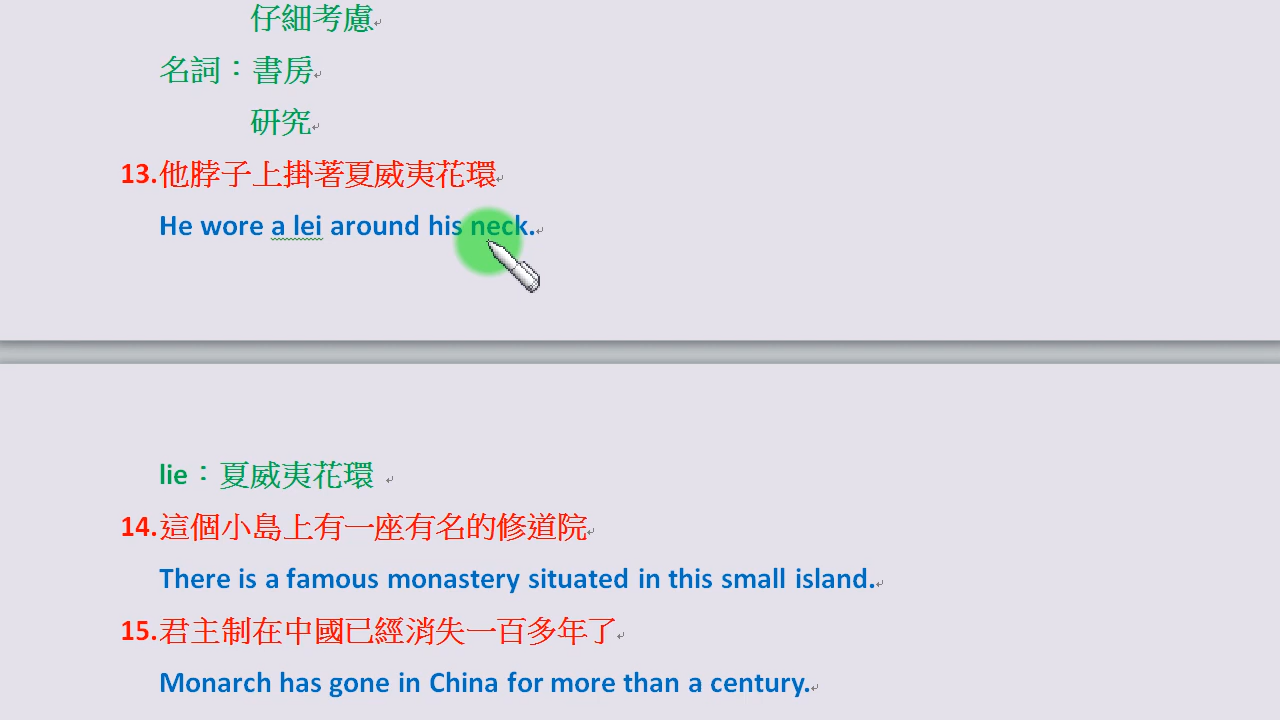 仔細考慮
名詞：書房
研究
13.他脖子上掛著夏威夷花環
He wore a lei around his neck.
lie：夏威夷花環
14.這個小島上有一座有名的修道院
There is a famous monastery situated in this small island.
15.君主制在中國已經消失一百多年了
Monarch has gone in China for more than a century.